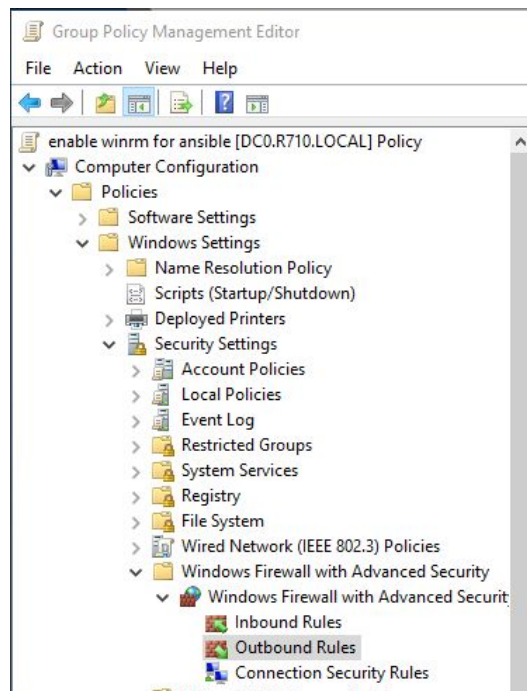 Group Policy Management Editor
File Action View Help
enable winrm for ansible [DC0.R710.LOCAL] Policy
Computer Configuration
Policies
Software Settings
Windows Settings
Name Resolution Policy
Scripts (Startup/Shutdown)
Deployed Printers
Security Settings
Account Policies
Local Policies
Event Log
Restricted Groups
System Services
Registry
File System
Wired Network (IEEE 802.3) Policies
Windows Firewall with Advanced Security
Windows Firewall with Advanced Securit
Inbound Rules
Outbound Rules
Connection Security Rules